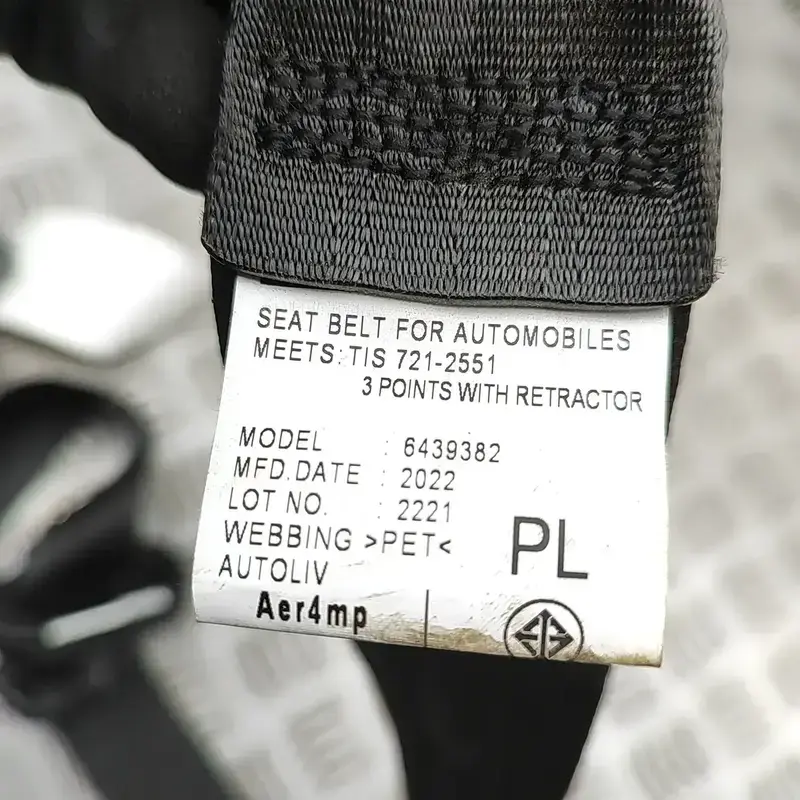 SEAT BELT FOR AUTOMOBILES
MEETS: TIS 721-2551
3 POINTS WITH RETRACTOR
MODEL : 6439382
MFD.DATE : 2022
LOT NO. : 2221
WEBBING >PET<
AUTOLIV
PL
Aer4mp